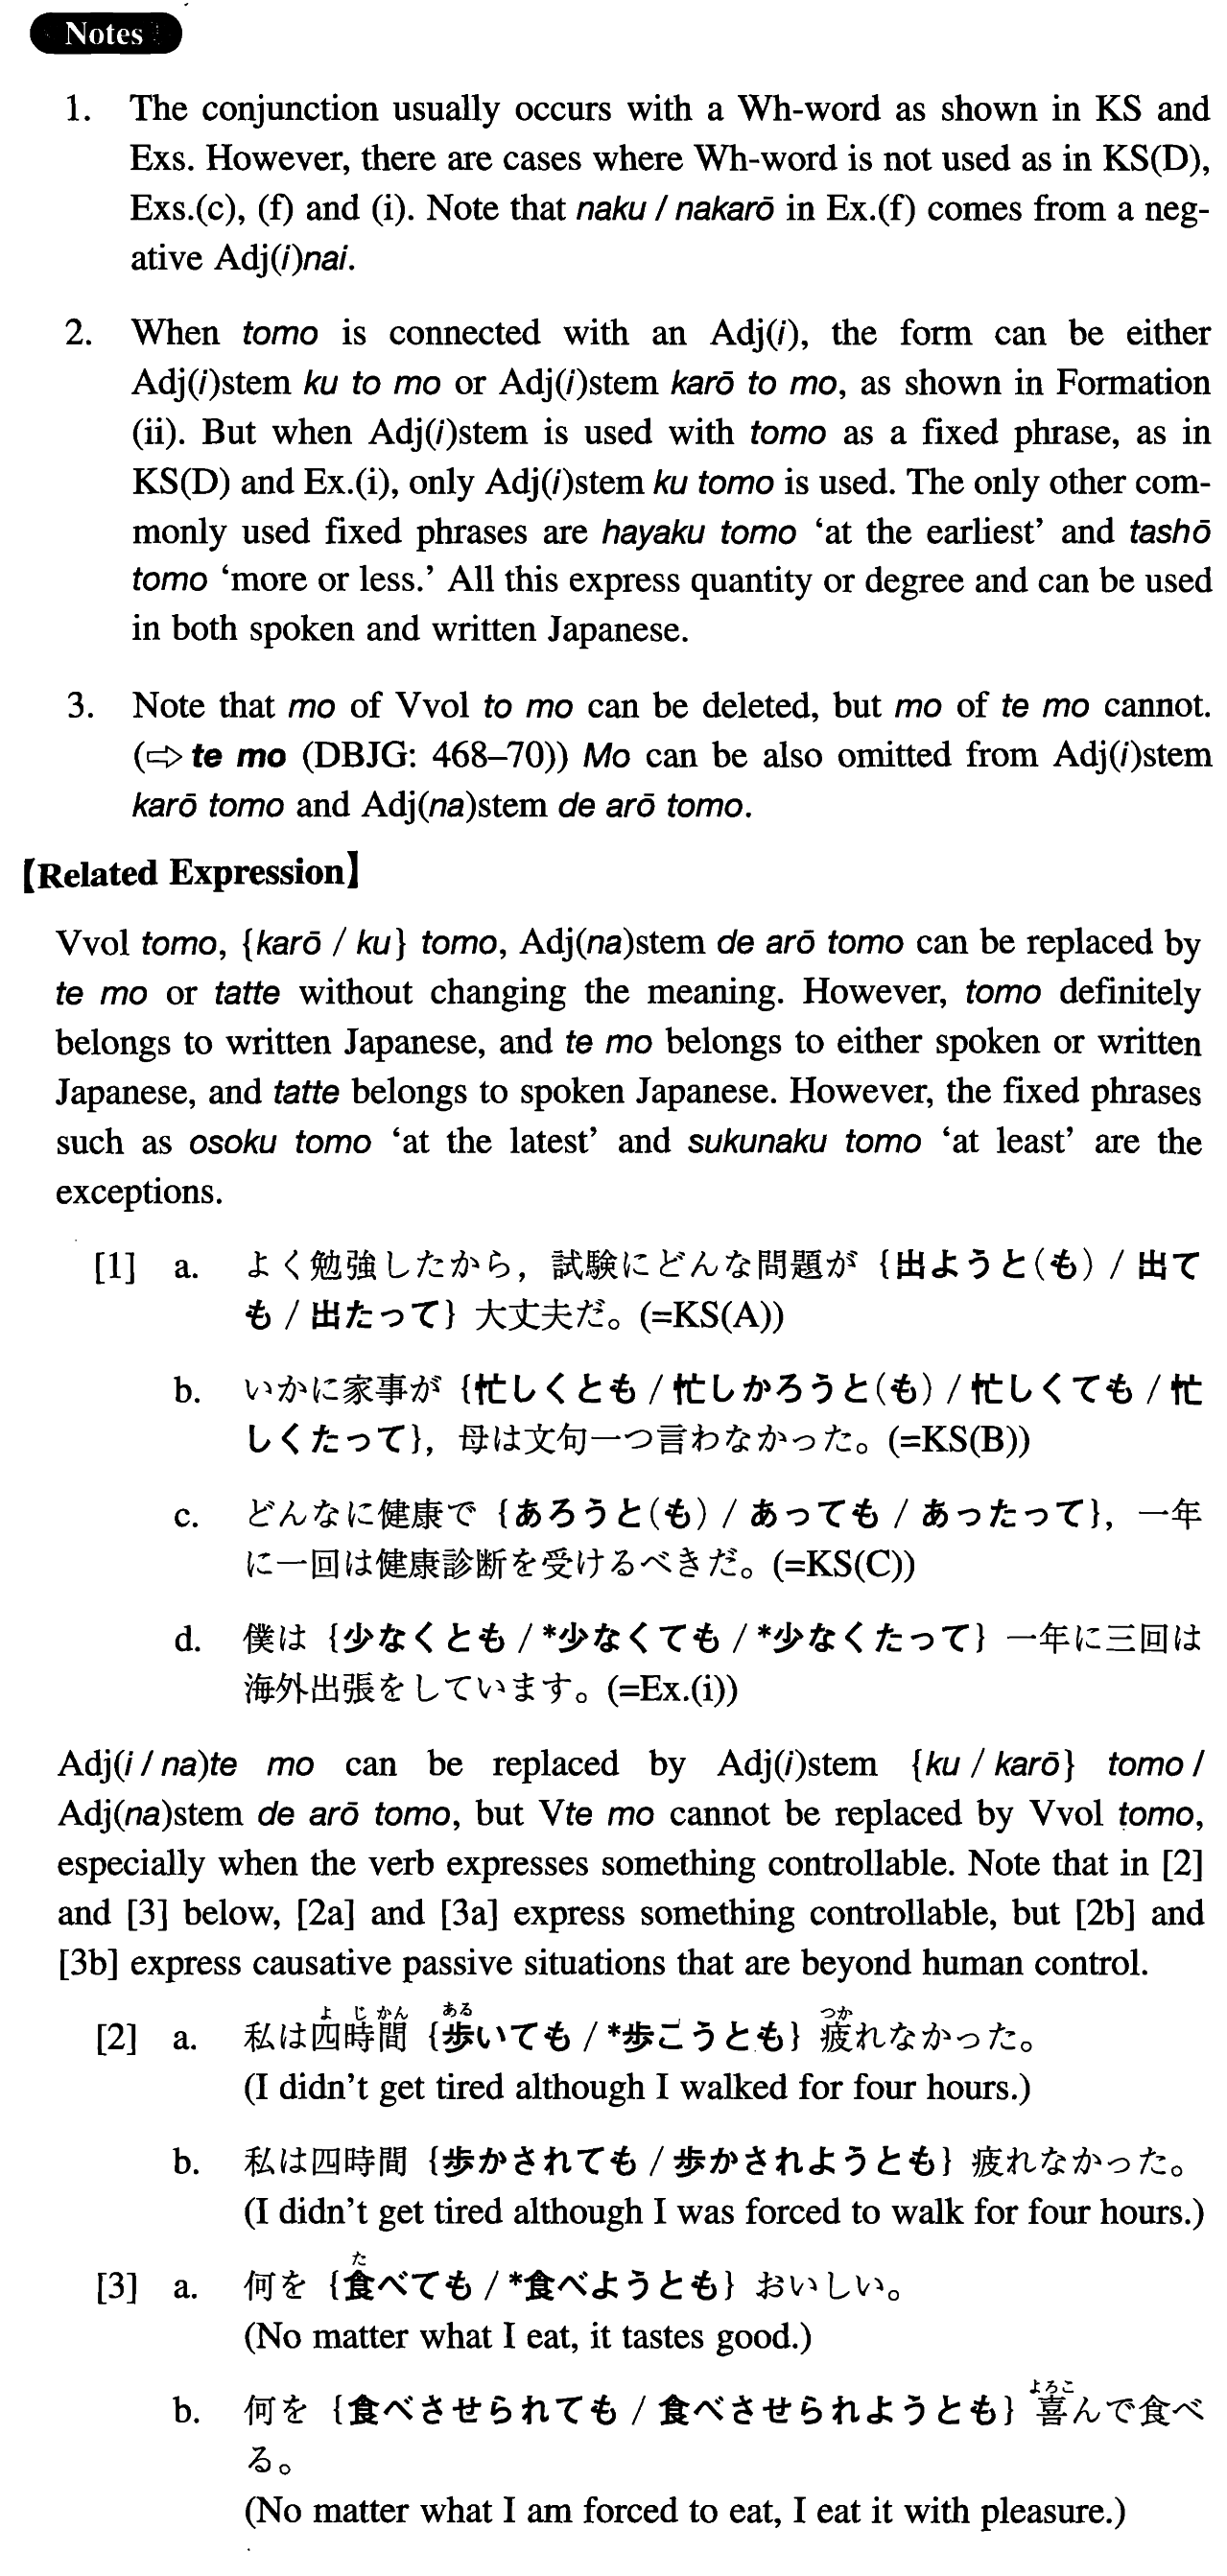 Notes
1. The conjunction usually occurs with a Wh-word as shown in KS and
Exs. However, there are cases where Wh-word is not used as in KS(D),
Exs.(c), (f) and (i). Note that naku / nakarō in Ex.(f) comes from a neg-
ative Adj(i)nai.
2. When tomo is connected with an Adj(i), the form can be either
Adj(i)stem ku to mo or Adj(i)stem karō to mo, as shown in Formation
(ii). But when Adj(i)stem is used with tomo as a fixed phrase, as in
KS(D) and Ex.(i), only Adj(i)stem ku tomo is used. The only other com-
monly used fixed phrases are hayaku tomo ‘at the earliest’ and tashō
tomo ‘more or less.’ All this express quantity or degree and can be used
in both spoken and written Japanese.
3. Note that mo of Vvol to mo can be deleted, but mo of te mo cannot.
(⇨ te mo (DBJG: 468–70)) Mo can be also omitted from Adj(i)stem
karō tomo and Adj(na)stem de arō tomo.
【Related Expression】
Vvol tomo, {karō / ku} tomo, Adj(na)stem de arō tomo can be replaced by
te mo or tatte without changing the meaning. However, tomo definitely
belongs to written Japanese, and te mo belongs to either spoken or written
Japanese, and tatte belongs to spoken Japanese. However, the fixed phrases
such as osoku tomo ‘at the latest’ and sukunaku tomo ‘at least’ are the
exceptions.
[1] a. よく勉強したから，試験にどんな問題が {出ようと(も) / 出て
も / 出たって} 大丈夫だ。(=KS(A))
b. いかに家事が {忙しくとも / 忙しかろうと(も) / 忙しくても / 忙
しくたって}，母は文句一つ言わなかった。(=KS(B))
c. どんなに健康で {あろうと(も) / あっても / あったって}，一年
に一回は健康診断を受けるべきだ。(=KS(C))
d. 僕は {少なくとも / *少なくても / *少なくたって} 一年に三回は
海外出張をしています。(=Ex.(i))
Adj(i / na)te mo can be replaced by Adj(i)stem {ku / karō} tomo /
Adj(na)stem de arō tomo, but Vte mo cannot be replaced by Vvol tomo,
especially when the verb expresses something controllable. Note that in [2]
and [3] below, [2a] and [3a] express something controllable, but [2b] and
[3b] express causative passive situations that are beyond human control.
よ じ かん ある つか
[2] a. 私は四時間 {歩いても / *歩こうとも} 疲れなかった。
(I didn’t get tired although I walked for four hours.)
b. 私は四時間 {歩かされても / 歩かされようとも} 疲れなかった。
(I didn’t get tired although I was forced to walk for four hours.)
た
[3] a. 何を {食べても / *食べようとも} おいしい。
(No matter what I eat, it tastes good.)
よろこ
b. 何を {食べさせられても / 食べさせられようとも} 喜んで食べ
る。
(No matter what I am forced to eat, I eat it with pleasure.)